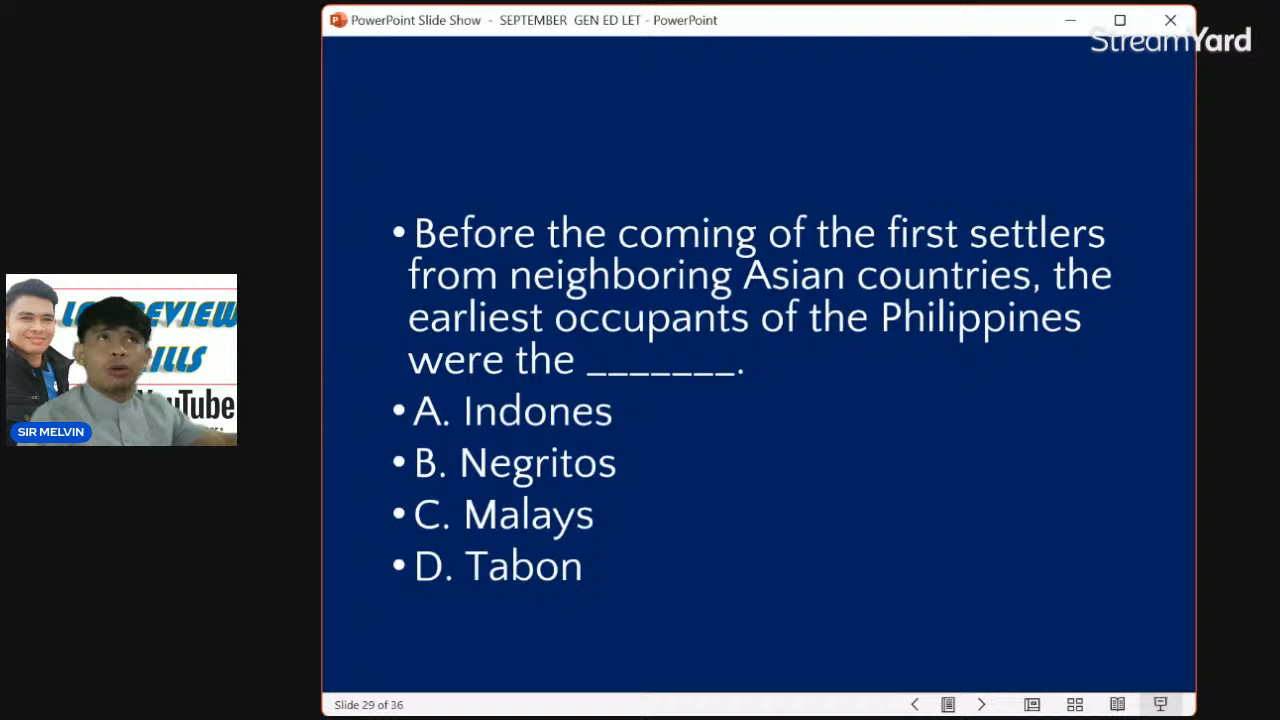 PowerPoint Slide Show - SEPTEMBER GEN ED LET - PowerPoint
StreamYard
• Before the coming of the first settlers
from neighboring Asian countries, the
earliest occupants of the Philippines
were the _______.
• A. Indones
• B. Negritos
• C. Malays
• D. Tabon
SIR MELVIN
Slide 29 of 36